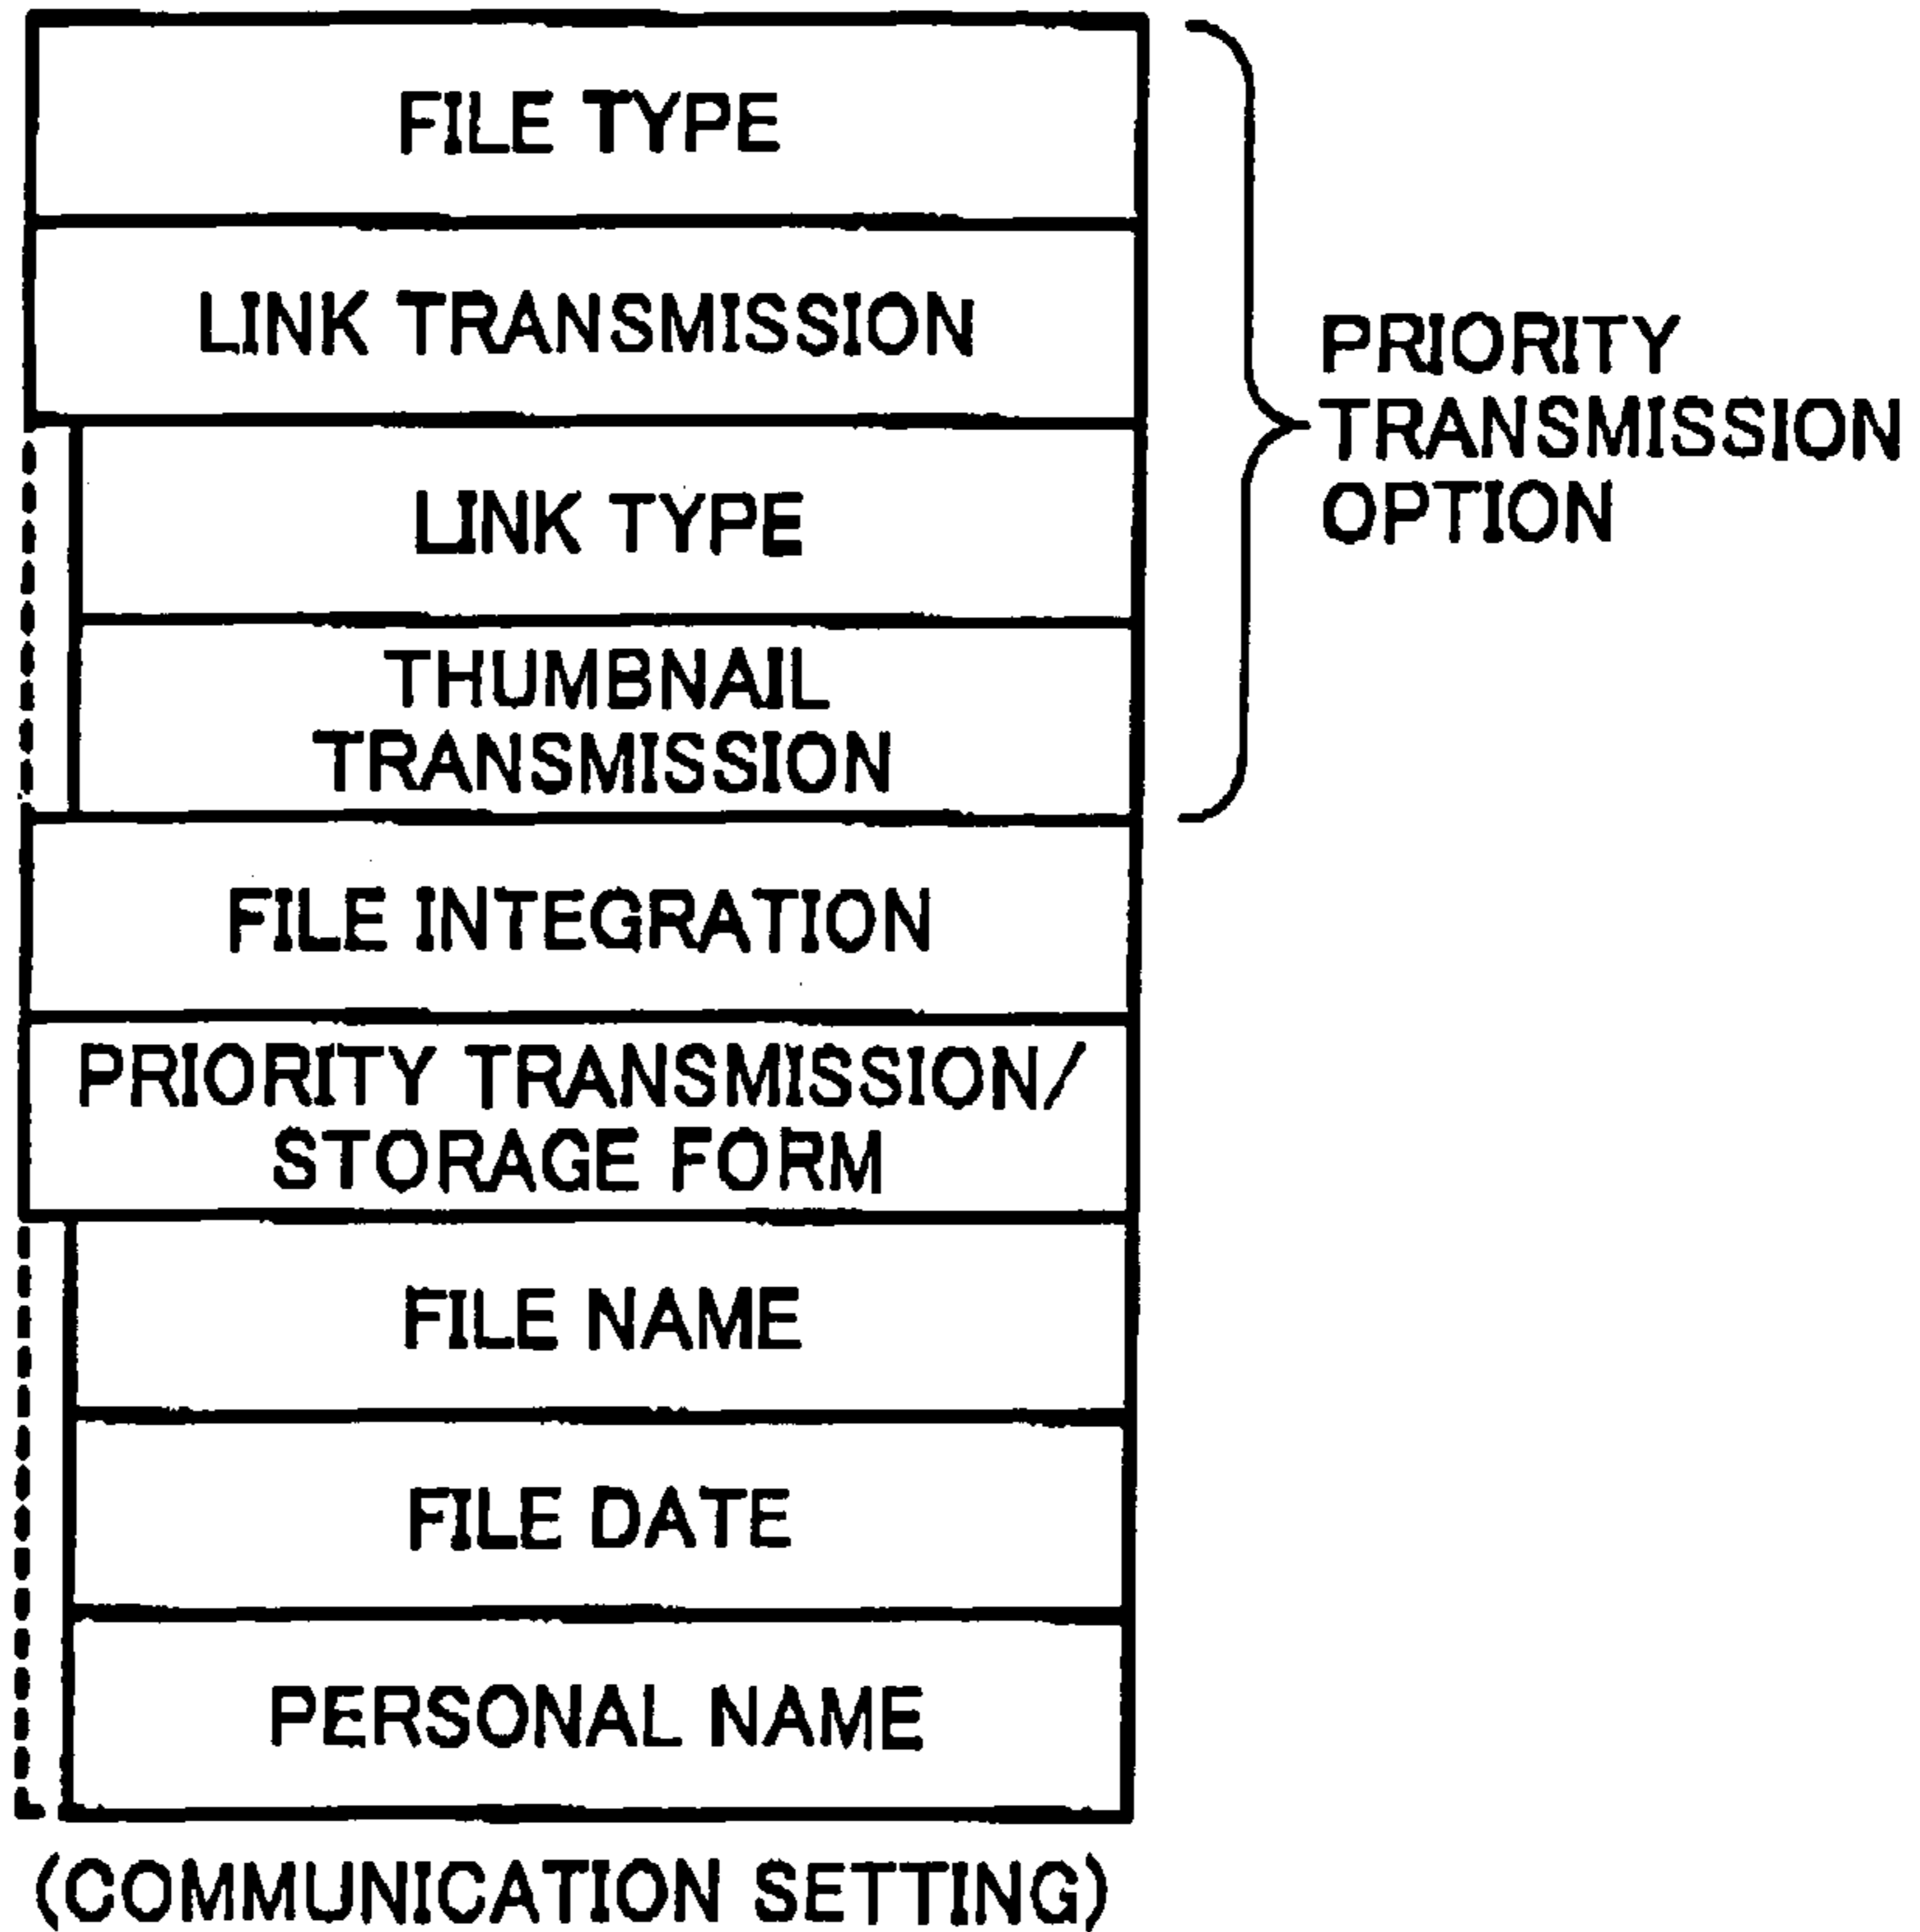 FILE TYPE
LINK TRANSMISSION
LINK TYPE
THUMBNAIL
TRANSMISSION
PRIORITY
TRANSMISSION
OPTION
FILE INTEGRATION
PRIORITY TRANSMISSION/
STORAGE FORM
FILE NAME
FILE DATE
PERSONAL NAME
(COMMUNICATION SETTING)